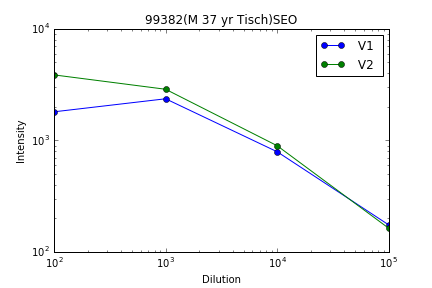 99382(M 37 yr Tisch)SEO
10^4
V1
V2
10^3
Intensity
10^2
10^2 10^3 10^4 10^5
Dilution